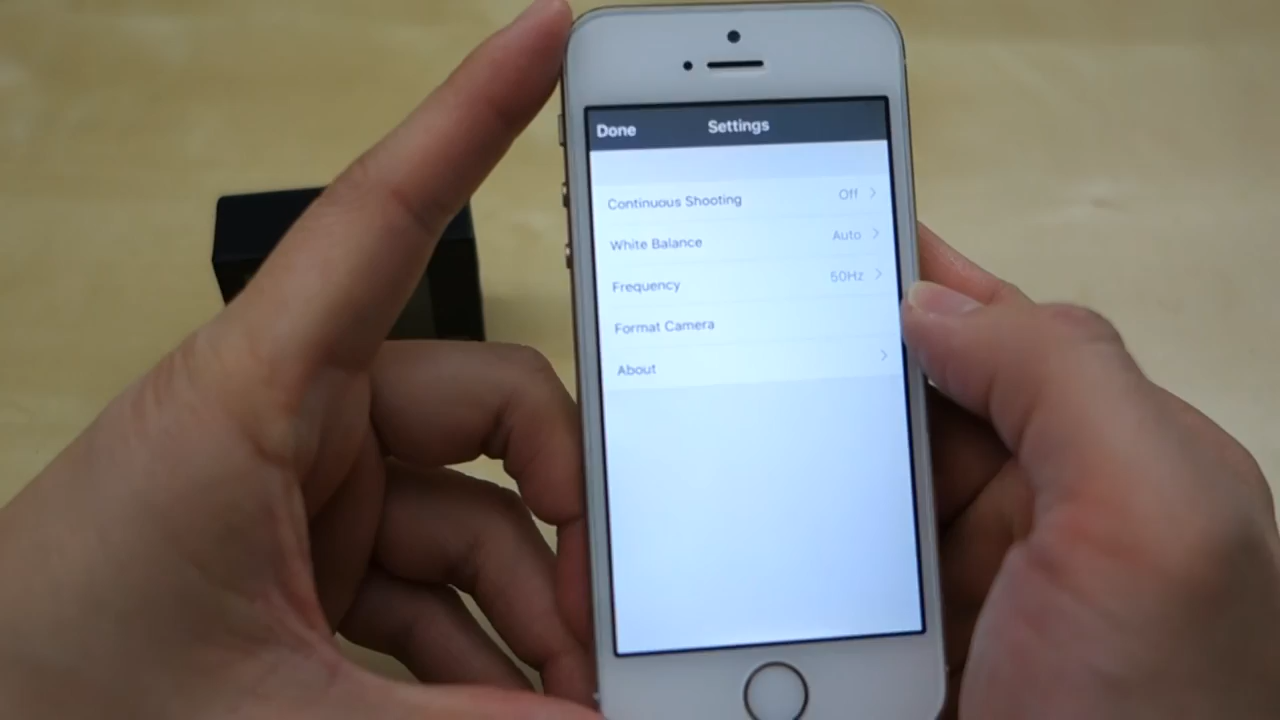 Done Settings
Continuous Shooting Off
White Balance Auto
Frequency 50Hz
Format Camera
About